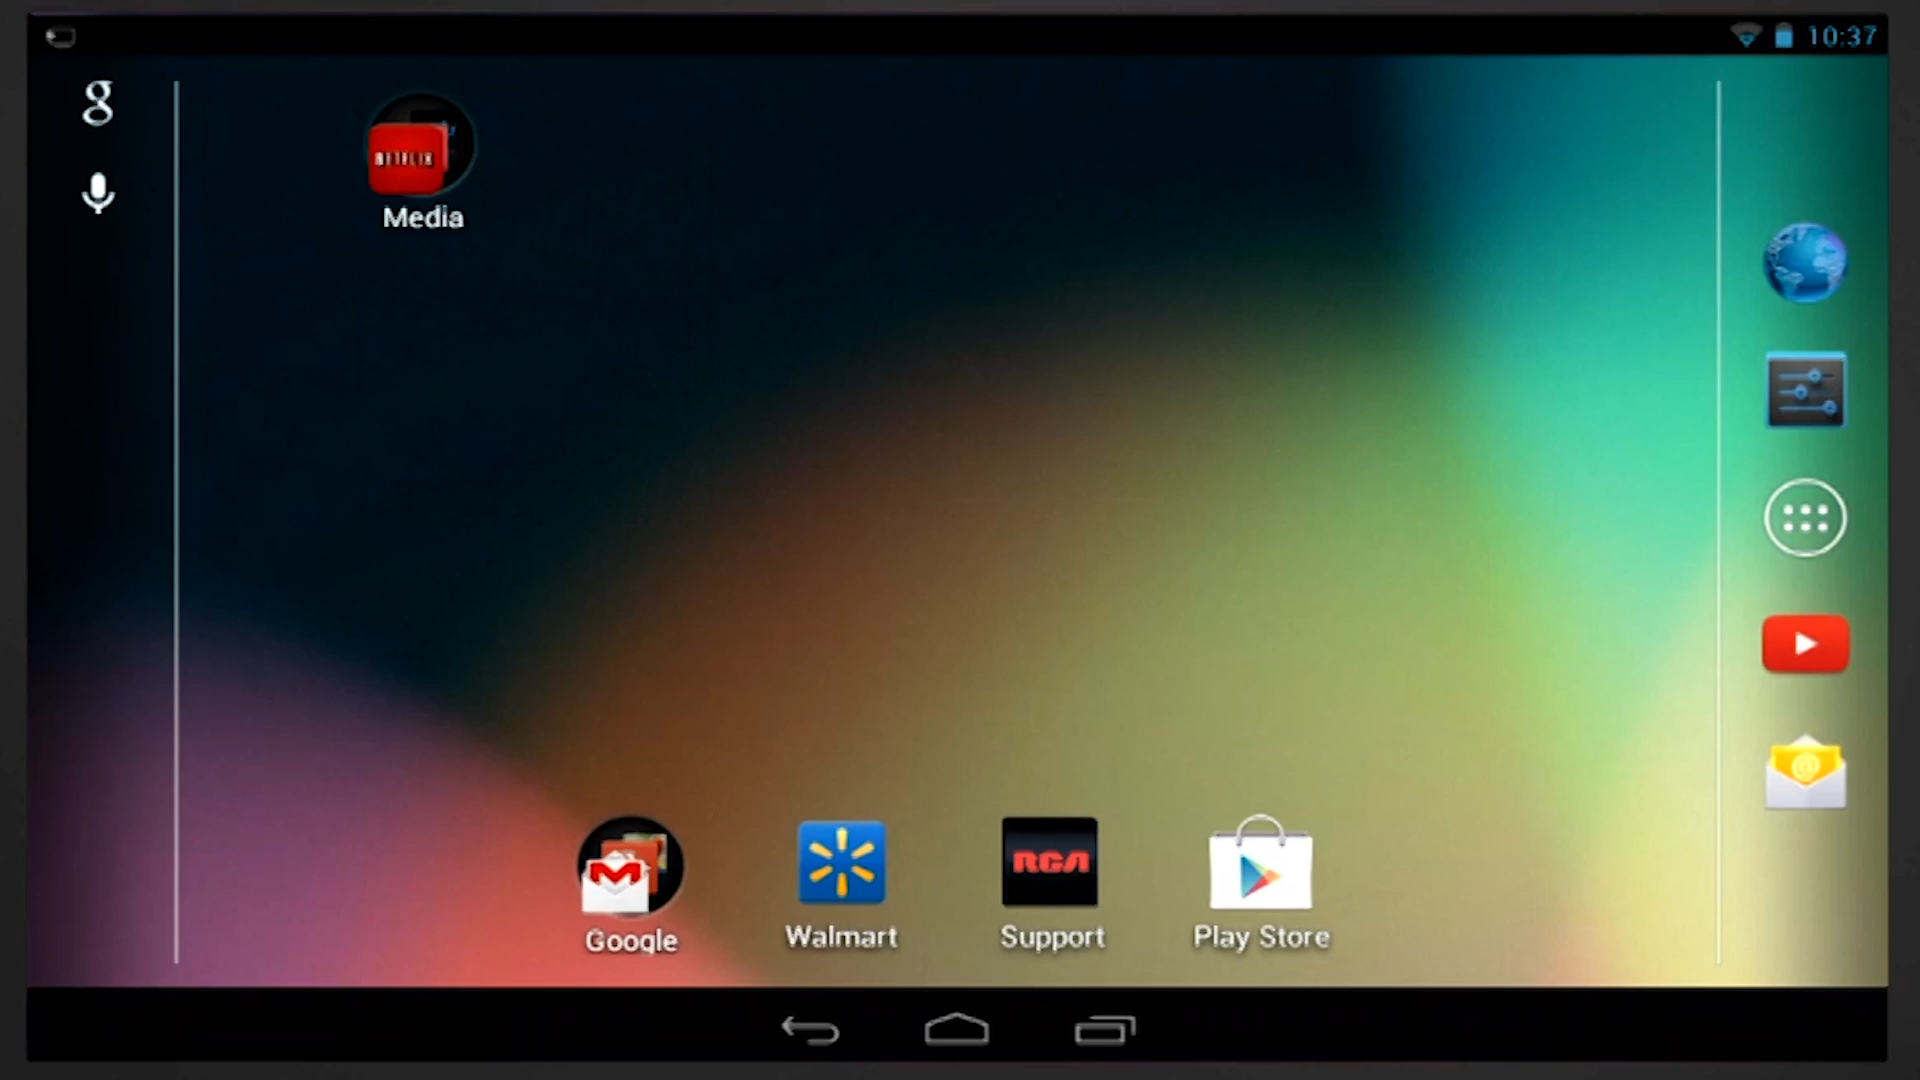 10:37
g
NETFLIX
Media
RCA
Google
Walmart
Support
Play Store